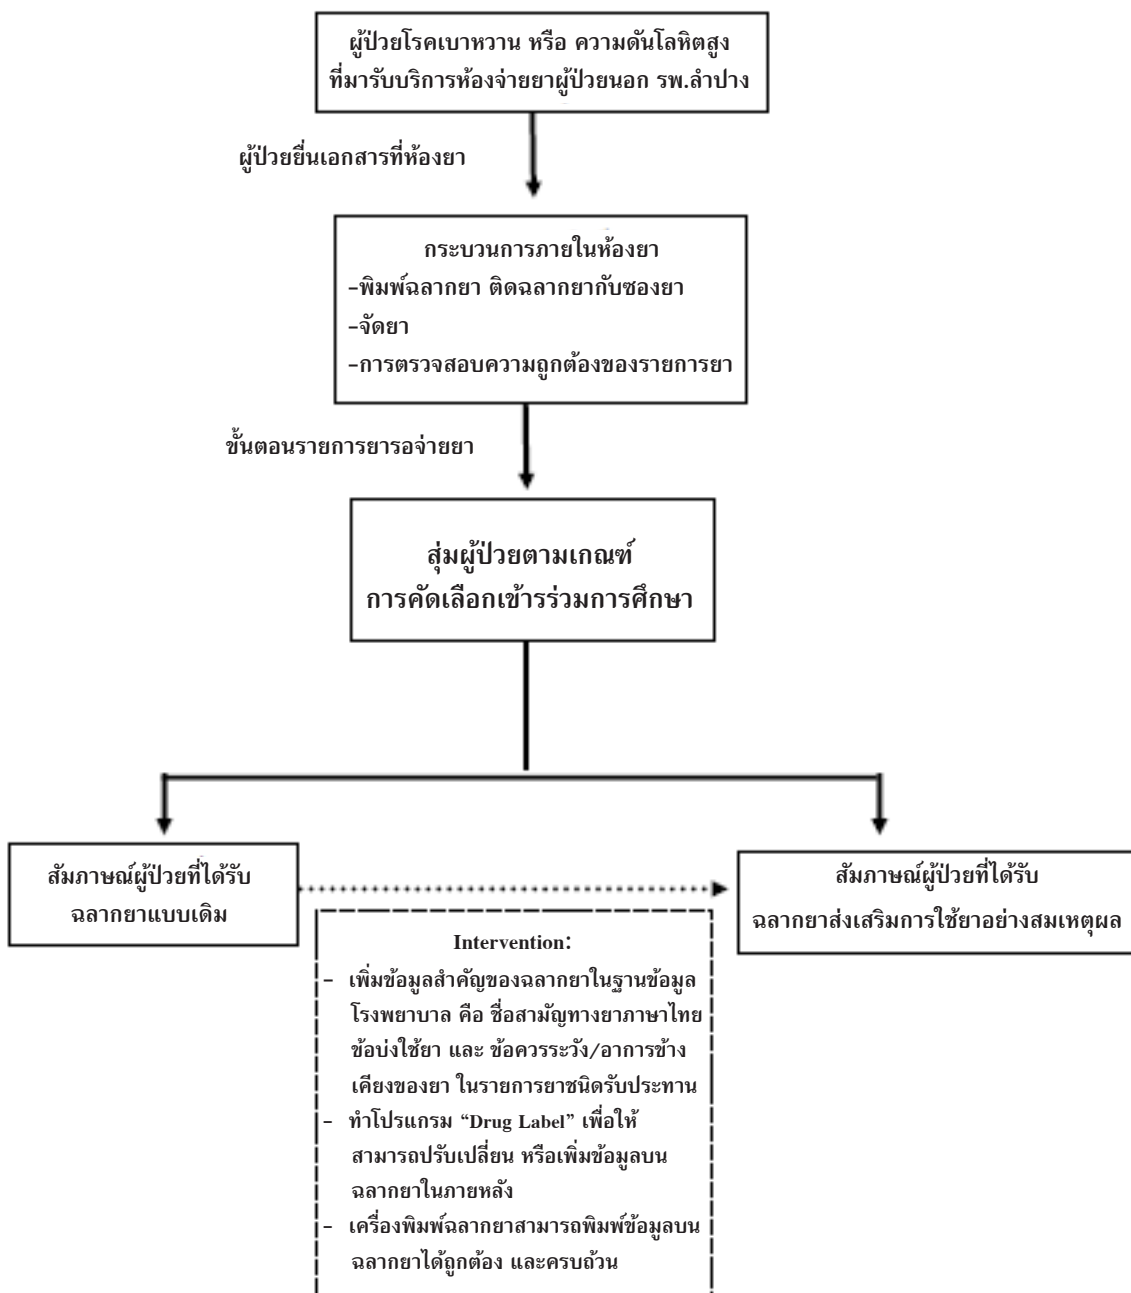 ผู้ป่วยโรคเบาหวาน หรือ ความดันโลหิตสูง
ที่มารับบริการห้องจ่ายยาผู้ป่วยนอก รพ.ลำปาง
ผู้ป่วยยื่นเอกสารที่ห้องยา
กระบวนการภายในห้องยา
-พิมพ์ฉลากยา ติดฉลากยากับซองยา
-จัดยา
-การตรวจสอบความถูกต้องของรายการยา
ขั้นตอนรายการยารอจ่ายยา
สุ่มผู้ป่วยตามเกณฑ์
การคัดเลือกเข้ารร่วมการศึกษา
สัมภาษณ์ผู้ป่วยที่ได้รับ
ฉลากยาแบบเดิม
สัมภาษณ์ผู้ป่วยที่ได้รับ
ฉลากยาส่งเสริมการใช้ยาอย่างสมเหตุผล
Intervention:
- เพิ่มข้อมูลสำคัญของฉลากยาในฐานข้อมูล
โรงพยาบาล คือ ชื่อสามัญทางยาภาษาไทย
ข้อบ่งใช้ยา และ ข้อควรระวัง/อาการข้าง
เคียงของยา ในรายการยาชนิดรับประทาน
- ทำโปรแกรม “Drug Label” เพื่อให้
สามารถปรับเปลี่ยน หรือเพิ่มข้อมูลบน
ฉลากยาในภายหลัง
- เครื่องพิมพ์ฉลากยาสามารถพิมพ์ข้อมูลบน
ฉลากยาได้ถูกต้อง และครบถ้วน